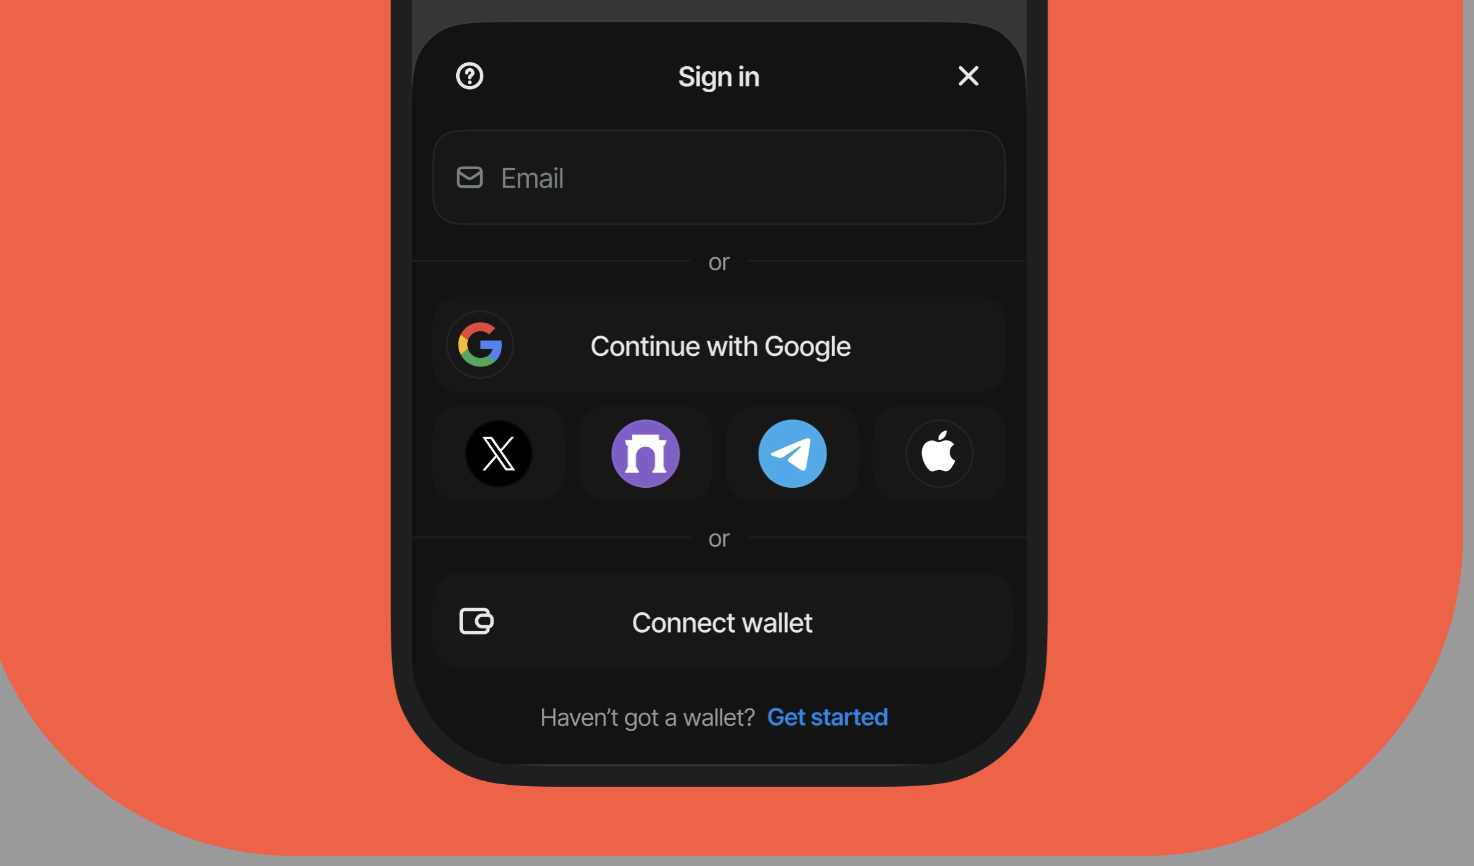 Sign in
Email
or
Continue with Google
or
Connect wallet
Haven’t got a wallet? Get started